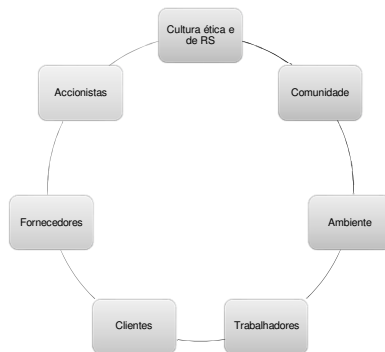 Cultura ética e
de RS
Comunidade
Ambiente
Trabalhadores
Clientes
Fornecedores
Accionistas